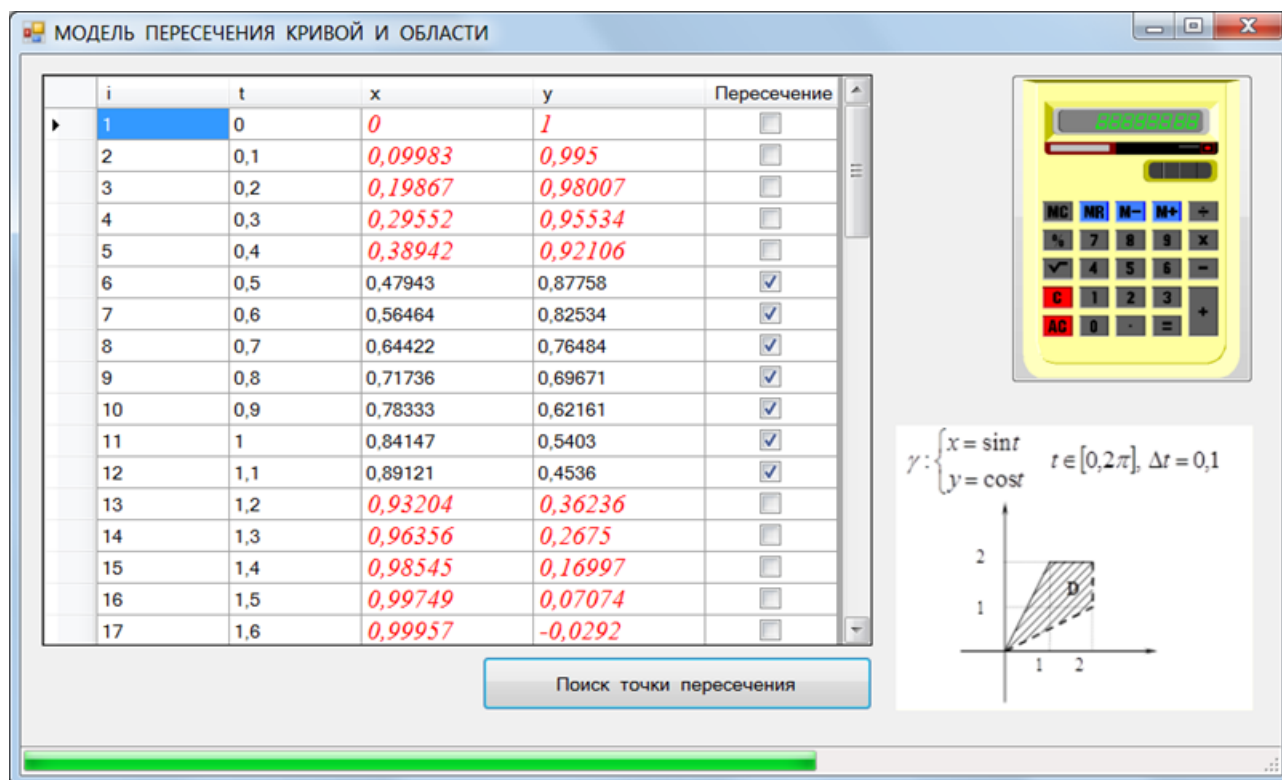 МОДЕЛЬ ПЕРЕСЕЧЕНИЯ КРИВОЙ И ОБЛАСТИ
i t x y Пересечение
1 0 0 1
2 0,1 0,09983 0,995
3 0,2 0,19867 0,98007
4 0,3 0,29552 0,95534
5 0,4 0,38942 0,92106
6 0,5 0,47943 0,87758
7 0,6 0,56464 0,82534
8 0,7 0,64422 0,76484
9 0,8 0,71736 0,69671
10 0,9 0,78333 0,62161
11 1 0,84147 0,5403
12 1,1 0,89121 0,4536
13 1,2 0,93204 0,36236
14 1,3 0,96356 0,2675
15 1,4 0,98545 0,16997
16 1,5 0,99749 0,07074
17 1,6 0,99957 -0,0292
Поиск точки пересечения
88888888
MC MR M− M+ ÷
% 7 8 9 x
√ 4 5 6 −
C 1 2 3 +
AC 0 · =
γ : { x = sint
y = cost
t ∈ [0,2π], Δt = 0,1
2
D
1
1 2